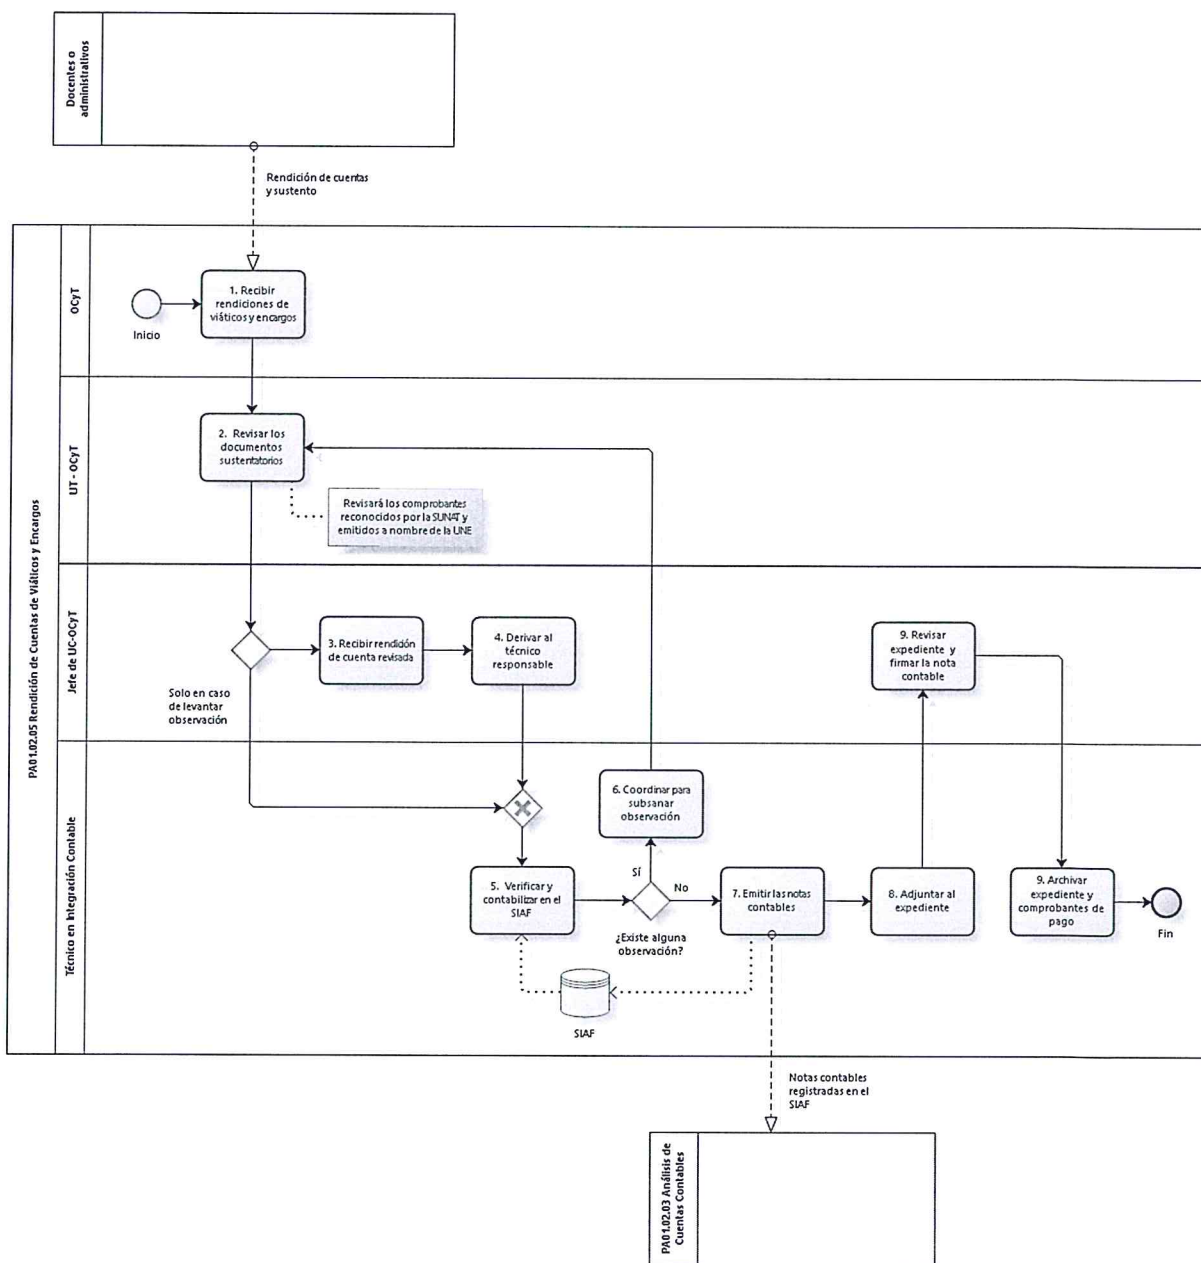 Docentes o
administrativos
Rendición de cuentas
y sustento
PA01.02.05 Rendición de Cuentas de Viáticos y Encargos
OCyT
1. Recibir
rendiciones de
viáticos y encargos
Inicio
UT - OCyT
2. Revisar los
documentos
sustentatorios
Revisará los comprobantes
reconocidos por la SUNAT y
emitidos a nombre de la UNE
Jefe de UC-OCyT
3. Recibir rendición
de cuenta revisada
4. Derivar al
técnico
responsable
9. Revisar
expediente y
firmar la nota
contable
Solo en caso
de levantar
observación
Técnico en Integración Contable
6. Coordinar para
subsanar
observación
Sí
No
5. Verificar y
contabilizar en el
SIAF
¿Existe alguna
observación?
7. Emitir las notas
contables
8. Adjuntar al
expediente
9. Archivar
expediente y
comprobantes de
pago
Fin
SIAF
Notas contables
registradas en el
SIAF
PA01.02.03 Análisis de
Cuentas Contables